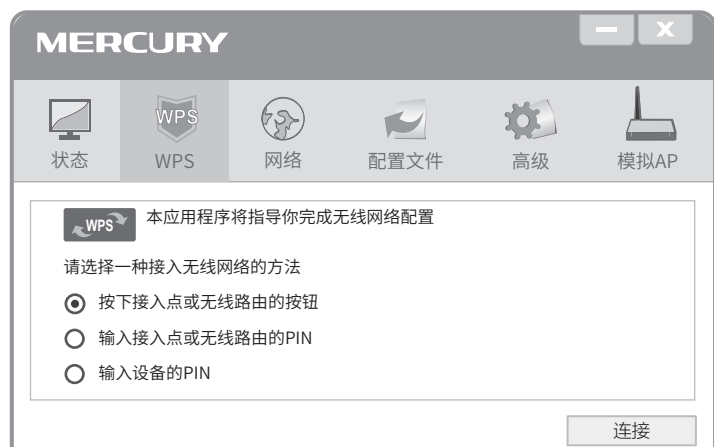 MERCURY
X
WPS
状态 WPS 网络 配置文件 高级 模拟AP
WPS 本应用程序将指导你完成无线网络配置
请选择一种接入无线网络的方法
按下接入点或无线路由的按钮
输入接入点或无线路由的PIN
输入设备的PIN
连接